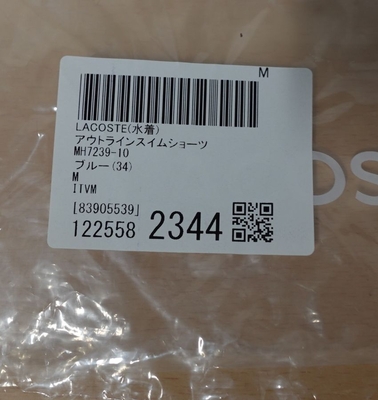 M
LACOSTE(水着)
アウトラインスイムショーツ
MH7239-10
ブルー(34)
M
IIVM
[83905539]
122558 2344
OS